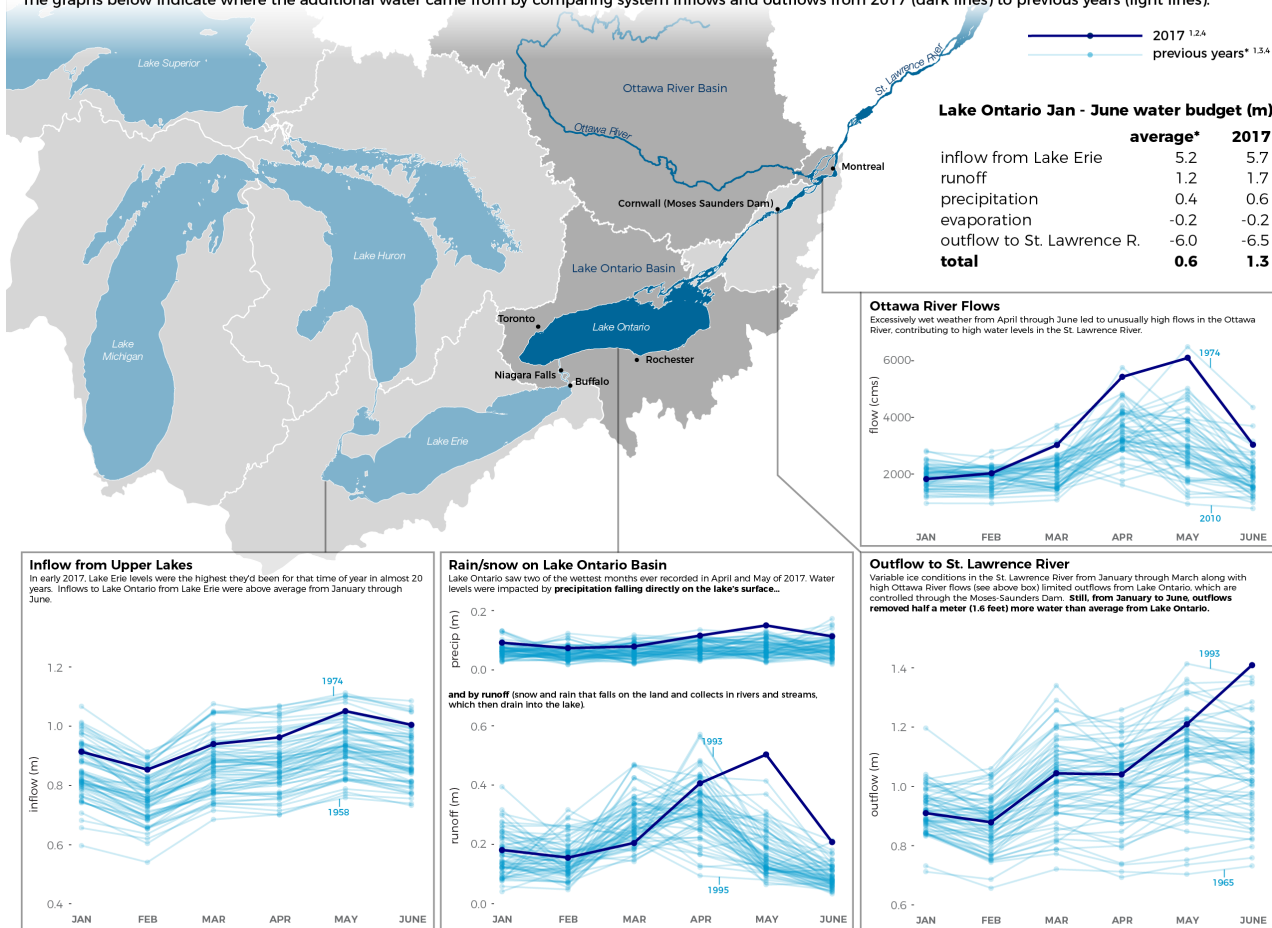 The graphs below indicate where the additional water came from by comparing system inflows and outflows from 2017 (dark lines) to previous years (light lines).
2017 1,2,4
previous years* 1,3,4
Lake Superior
Ottawa River Basin
St. Lawrence River
Ottawa River
Montreal
Cornwall (Moses Saunders Dam)
Lake Huron
Lake Ontario Basin
Toronto
Lake Ontario
Lake
Michigan
Rochester
Niagara Falls
Buffalo
Lake Erie
Lake Ontario Jan - June water budget (m)
average* 2017
inflow from Lake Erie 5.2 5.7
runoff 1.2 1.7
precipitation 0.4 0.6
evaporation -0.2 -0.2
outflow to St. Lawrence R. -6.0 -6.5
total 0.6 1.3
Ottawa River Flows
Excessively wet weather from April through June led to unusually high flows in the Ottawa
River, contributing to high water levels in the St. Lawrence River.
1974
6000
4000
2000
flow (cms)
2010
JAN FEB MAR APR MAY JUNE
Inflow from Upper Lakes
In early 2017, Lake Erie levels were the highest they'd been for that time of year in almost 20
years. Inflows to Lake Ontario from Lake Erie were above average from January through
June.
1.2
1974
1.0
0.8
inflow (m)
1958
0.6
0.4
JAN FEB MAR APR MAY JUNE
Rain/snow on Lake Ontario Basin
Lake Ontario saw two of the wettest months ever recorded in April and May of 2017. Water
levels were impacted by precipitation falling directly on the lake's surface...
0.2
precip (m)
0.0
and by runoff (snow and rain that falls on the land and collects in rivers and streams,
which then drain into the lake).
0.6
1993
0.4
runoff (m)
0.2
1995
0.0
JAN FEB MAR APR MAY JUNE
Outflow to St. Lawrence River
Variable ice conditions in the St. Lawrence River from January through March along with
high Ottawa River flows (see above box) limited outflows from Lake Ontario, which are
controlled through the Moses-Saunders Dam. Still, from January to June, outflows
removed half a meter (1.6 feet) more water than average from Lake Ontario.
1993
1.4
1.2
1.0
outflow (m)
0.8
1965
0.6
JAN FEB MAR APR MAY JUNE